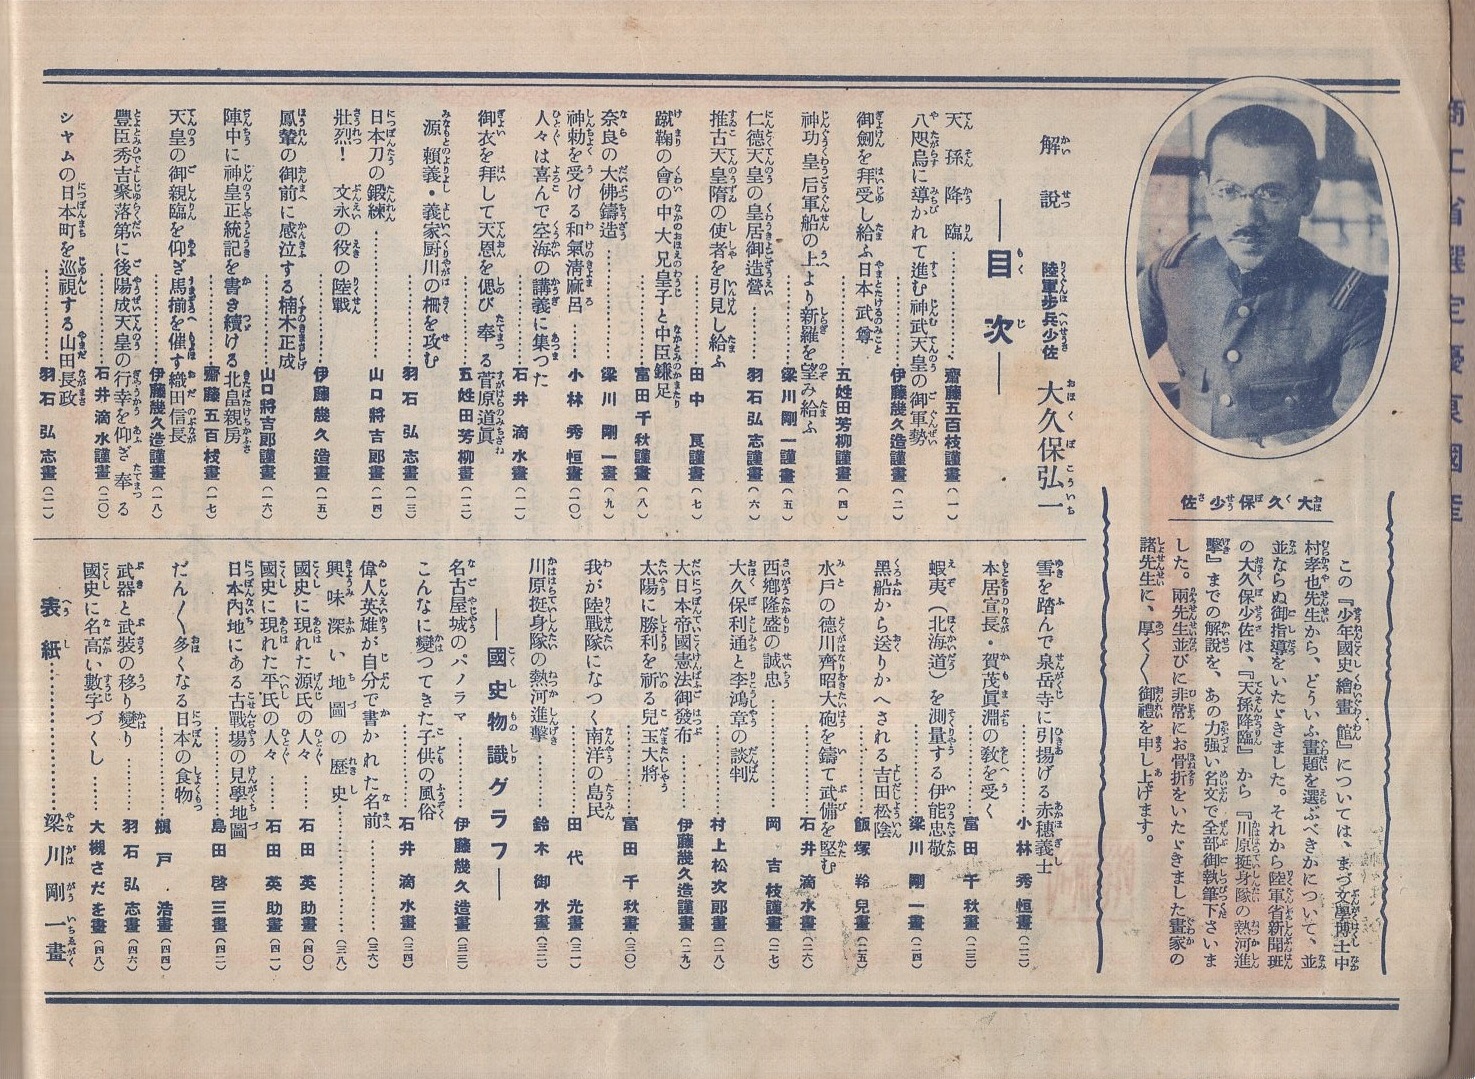 大久保少佐
この『少年國史繪畫館』については、まづ文學博士中
村孝也先生から、どういふ畫題を選ぶべきかについて、並
並ならぬ御指導をいたゞきました。それから陸軍省新聞班
の大久保少佐は、『天孫降臨』から『川原挺身隊の熱河進
擊』までの解說を、あの力强い名文で全部御執筆下さいま
した。兩先生並びに非常にお骨折をいたゞきました畫家の
諸先生に、厚く〱御禮を申し上げます。
解說 陸軍步兵少佐 大久保弘一
目次
天孫降臨 齋藤五百枝謹畫(一)
八咫烏に導かれて進む神武天皇の御軍勢 伊藤幾久造謹畫(二)
御劍を拜受し給ふ日本武尊 五姓田芳柳畫(四)
神功皇后軍船の上より新羅を望み給ふ 梁川剛一謹畫(五)
仁德天皇の皇居御造營 羽石弘志謹畫(六)
推古天皇隋の使者を引見し給ふ 田中良謹畫(七)
蹴鞠の會の中大兄皇子と中臣鎌足 富田千秋謹畫(八)
奈良の大佛鑄造 梁川剛一畫(九)
神勅を受ける和氣淸麻呂 小林秀恒畫(一〇)
人々は喜んで空海の講義に集つた 石井滴水畫(一一)
御衣を拜して天恩を偲び奉る菅原道眞 五姓田芳柳畫(一二)
源賴義・義家厨川の柵を攻む 羽石弘志畫(一三)
日本刀の鍛練 山口將吉郎畫(一四)
壯烈! 文永の役の陸戰 伊藤幾久造畫(一五)
鳳輦の御前に感泣する楠木正成 山口將吉郎謹畫(一六)
陣中に神皇正統記を書き續ける北畠親房 齋藤五百枝畫(一七)
天皇の御親臨を仰ぎ馬揃を催す織田信長 伊藤幾久造謹畫(一八)
豐臣秀吉聚落第に後陽成天皇の行幸を仰ぎ奉る 石井滴水謹畫(二〇)
シヤムの日本町を巡視する山田長政 羽石弘志畫(二一)
雪を踏んで泉岳寺に引揚げる赤穗義士 小林秀恒畫(二二)
本居宣長・賀茂眞淵の敎を受く 富田千秋畫(二三)
蝦夷(北海道)を測量する伊能忠敬 梁川剛一畫(二四)
黑船から送りかへされる吉田松陰 飯塚羚兒畫(二五)
水戶の德川齊昭大砲を鑄て武備を堅む 石井滴水畫(二六)
西鄕隆盛の誠忠 岡吉枝謹畫(二七)
大久保利通と李鴻章の談判 村上松次郎畫(二八)
大日本帝國憲法御發布 伊藤幾久造謹畫(二九)
太陽に勝利を祈る兒玉大將 富田千秋畫(三〇)
我が陸戰隊になつく南洋の島民 田代光畫(三一)
川原挺身隊の熱河進擊 鈴木御水畫(三二)
國史物識グラフ
名古屋城のパノラマ 伊藤幾久造畫(三三)
こんなに變つてきた子供の風俗 石井滴水畫(三四)
偉人英雄が自分で書かれた名前(三六)
興味深い地圖の歷史(三八)
國史に現れた源氏の人々 石田英助畫(四〇)
國史に現れた平氏の人々 石田英助畫(四一)
日本內地にある古戰場の見學地圖 島田啓三畫(四二)
だん〱多くなる日本の食物 槇戶浩畫(四四)
武器と武裝の移り變り 羽石弘志畫(四六)
國史に名高い數字づくし 大槻さだを畫(四八)
表紙 梁川剛一畫